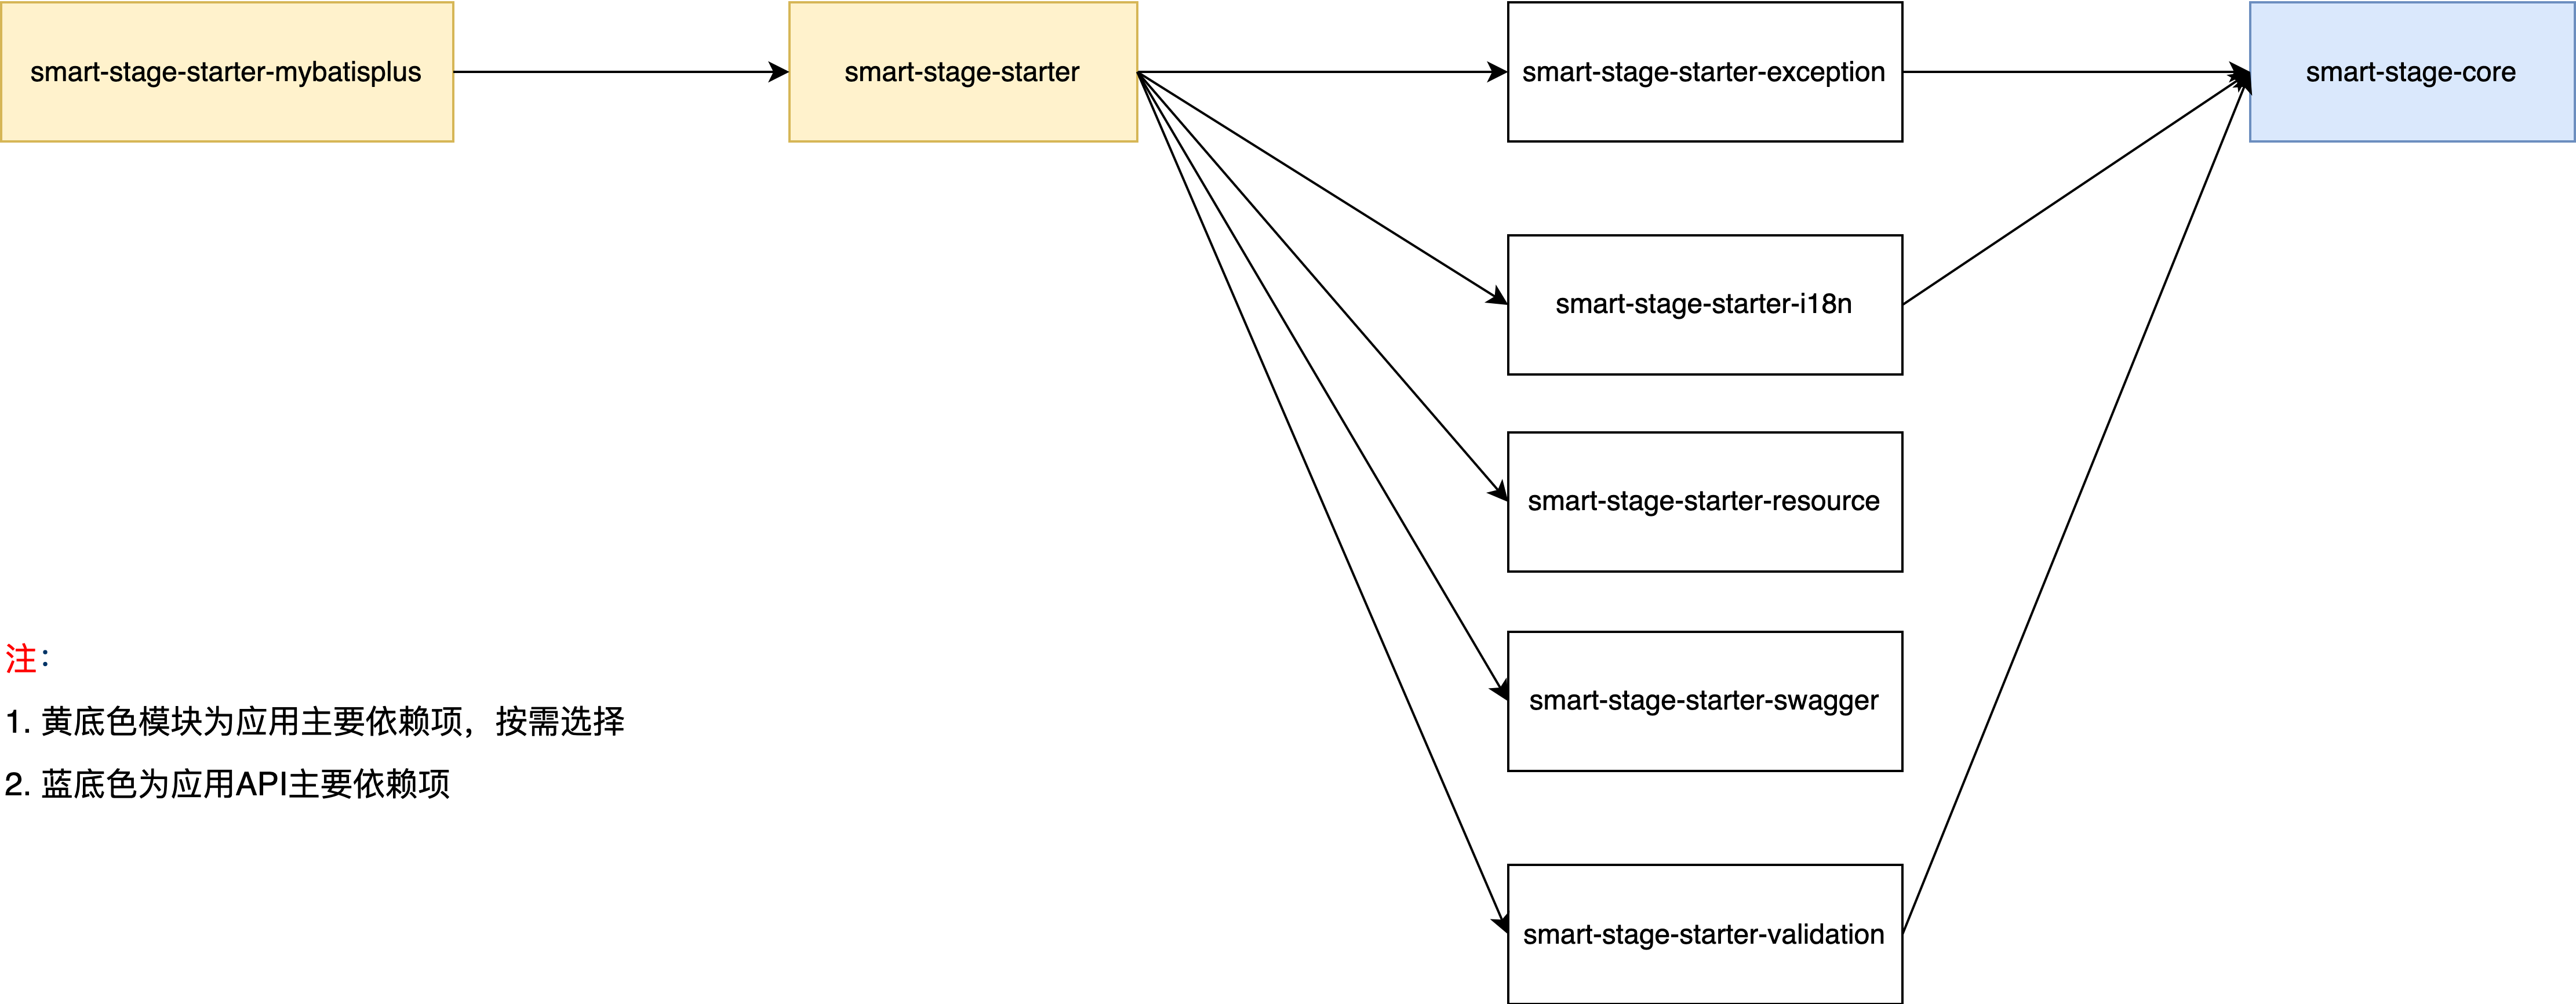 smart-stage-starter-mybatisplus
smart-stage-starter
smart-stage-starter-exception
smart-stage-core
smart-stage-starter-i18n
smart-stage-starter-resource
smart-stage-starter-swagger
smart-stage-starter-validation
注：
1. 黄底色模块为应用主要依赖项，按需选择
2. 蓝底色为应用API主要依赖项